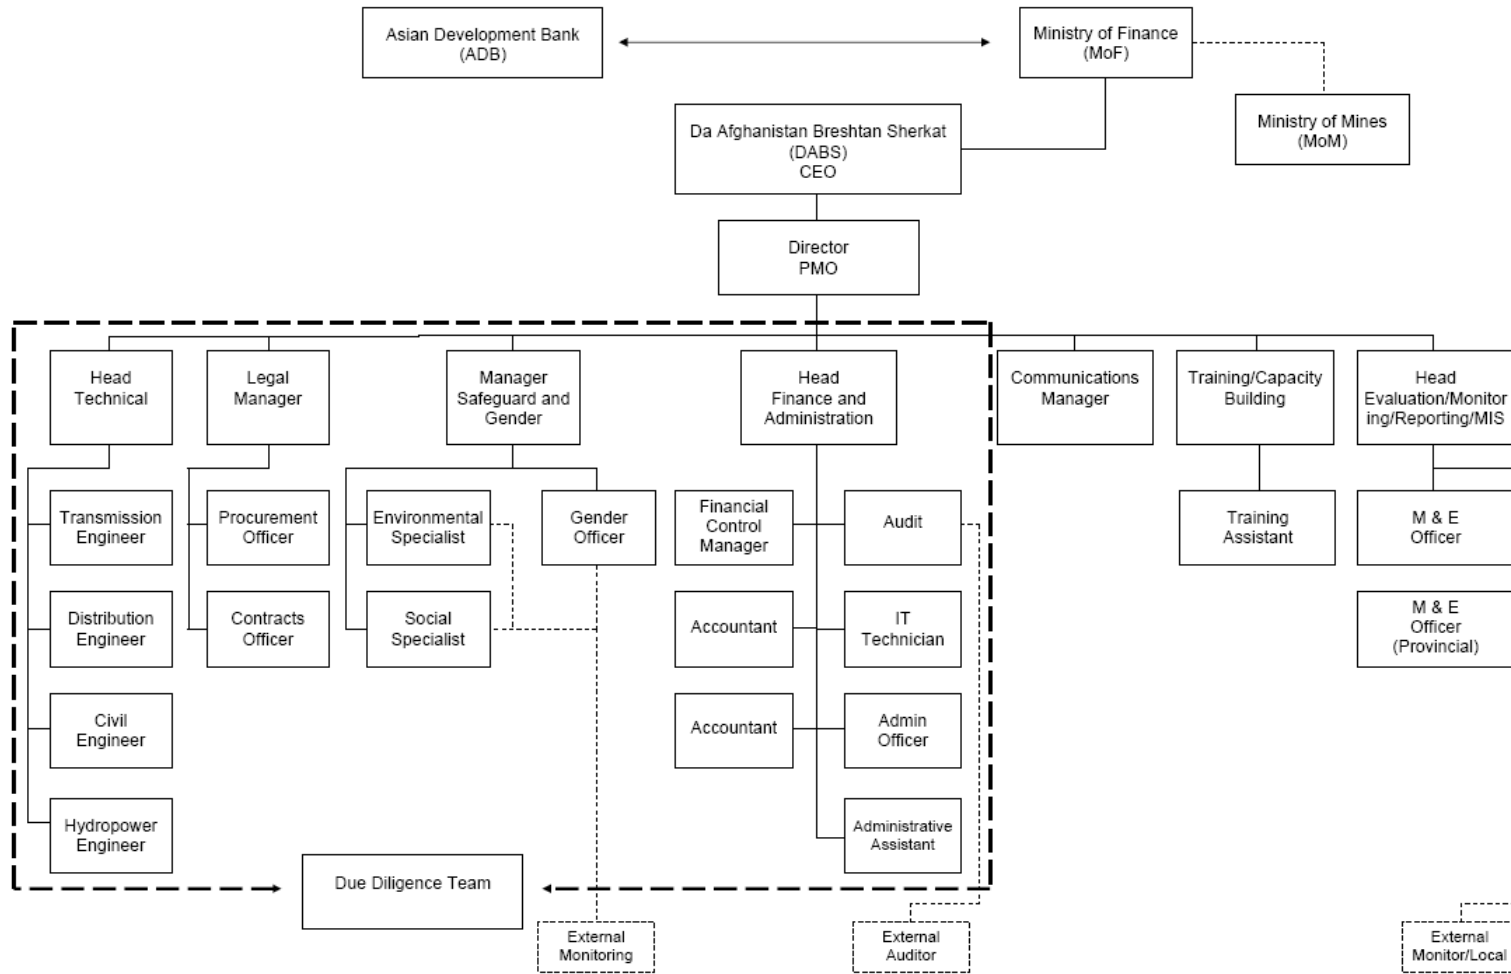 Asian Development Bank
(ADB)
Ministry of Finance
(MoF)
Ministry of Mines
(MoM)
Da Afghanistan Breshtan Sherkat
(DABS)
CEO
Director
PMO
Head
Technical
Legal
Manager
Manager
Safeguard and
Gender
Head
Finance and
Administration
Communications
Manager
Training/Capacity
Building
Head
Evaluation/Monitor
ing/Reporting/MIS
Transmission
Engineer
Procurement
Officer
Environmental
Specialist
Gender
Officer
Financial
Control
Manager
Audit
Training
Assistant
M & E
Officer
Distribution
Engineer
Contracts
Officer
Social
Specialist
Accountant
IT
Technician
M & E
Officer
(Provincial)
Civil
Engineer
Accountant
Admin
Officer
Hydropower
Engineer
Administrative
Assistant
Due Diligence Team
External
Monitoring
External
Auditor
External
Monitor/Local